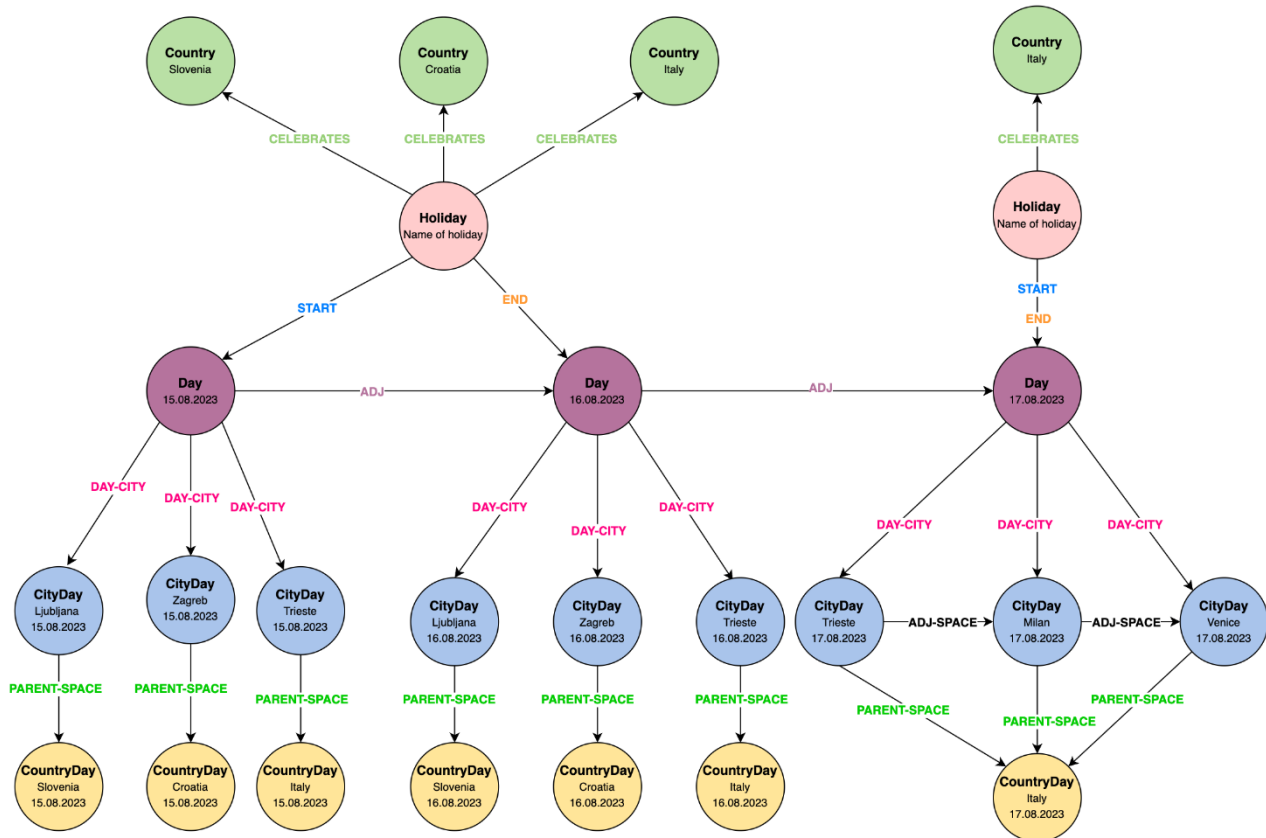 Country
Slovenia
Country
Croatia
Country
Italy
Country
Italy
CELEBRATES
CELEBRATES
CELEBRATES
CELEBRATES
Holiday
Name of holiday
Holiday
Name of holiday
START
END
START
END
Day
15.08.2023
ADJ
Day
16.08.2023
ADJ
Day
17.08.2023
DAY-CITY
DAY-CITY
DAY-CITY
DAY-CITY
DAY-CITY
DAY-CITY
DAY-CITY
DAY-CITY
DAY-CITY
CityDay
Ljubljana
15.08.2023
CityDay
Zagreb
15.08.2023
CityDay
Trieste
15.08.2023
CityDay
Ljubljana
16.08.2023
CityDay
Zagreb
16.08.2023
CityDay
Trieste
16.08.2023
CityDay
Trieste
17.08.2023
ADJ-SPACE
CityDay
Milan
17.08.2023
ADJ-SPACE
CityDay
Venice
17.08.2023
PARENT-SPACE
PARENT-SPACE
PARENT-SPACE
PARENT-SPACE
PARENT-SPACE
PARENT-SPACE
PARENT-SPACE
PARENT-SPACE
PARENT-SPACE
CountryDay
Slovenia
15.08.2023
CountryDay
Croatia
15.08.2023
CountryDay
Italy
15.08.2023
CountryDay
Slovenia
16.08.2023
CountryDay
Croatia
16.08.2023
CountryDay
Italy
16.08.2023
CountryDay
Italy
17.08.2023